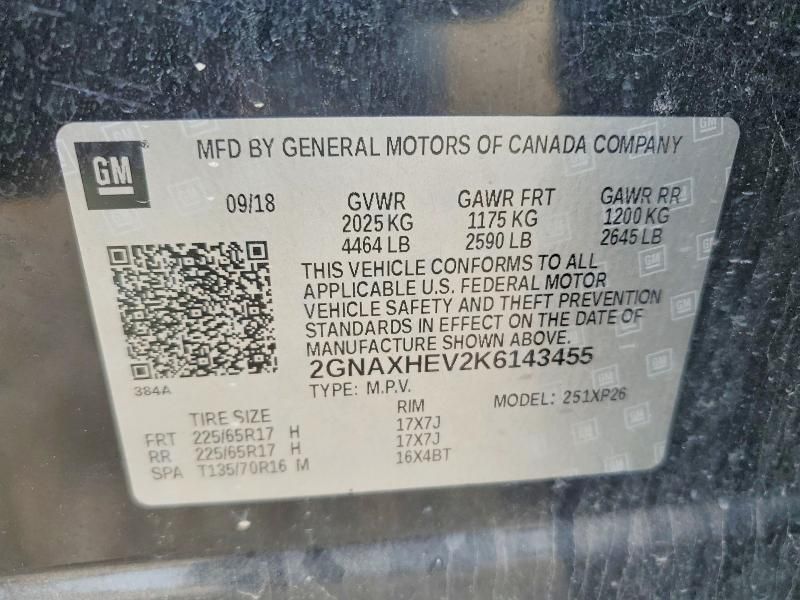 GM
MFD BY GENERAL MOTORS OF CANADA COMPANY
09/18 GVWR GAWR FRT GAWR RR
2025 KG 1175 KG 1200 KG
4464 LB 2590 LB 2645 LB
THIS VEHICLE CONFORMS TO ALL
APPLICABLE U.S. FEDERAL MOTOR
VEHICLE SAFETY AND THEFT PREVENTION
STANDARDS IN EFFECT ON THE DATE OF
MANUFACTURE SHOWN ABOVE.
2GNAXHEV2K6143455
384A
TYPE: M.P.V. MODEL: 251XP26
TIRE SIZE RIM
FRT 225/65R17 H 17X7J
RR 225/65R17 H 17X7J
SPA T135/70R16 M 16X4BT